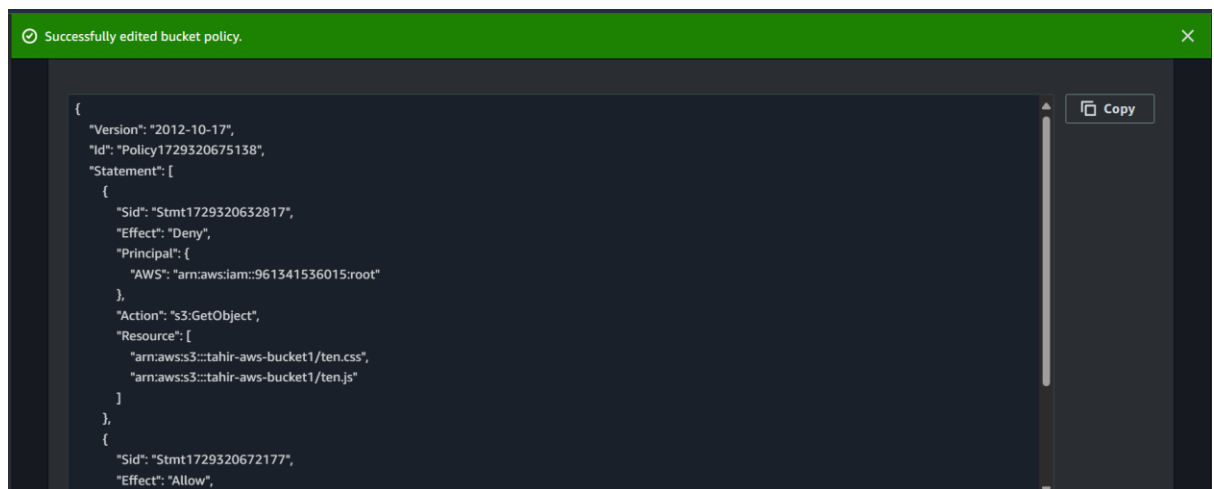 Successfully edited bucket policy.
Copy
{
"Version": "2012-10-17",
"Id": "Policy1729320675138",
"Statement": [
{
"Sid": "Stmt1729320632817",
"Effect": "Deny",
"Principal": {
"AWS": "arn:aws:iam::961341536015:root"
},
"Action": "s3:GetObject",
"Resource": [
"arn:aws:s3:::tahir-aws-bucket1/ten.css",
"arn:aws:s3:::tahir-aws-bucket1/ten.js"
]
},
{
"Sid": "Stmt1729320672177",
"Effect": "Allow",